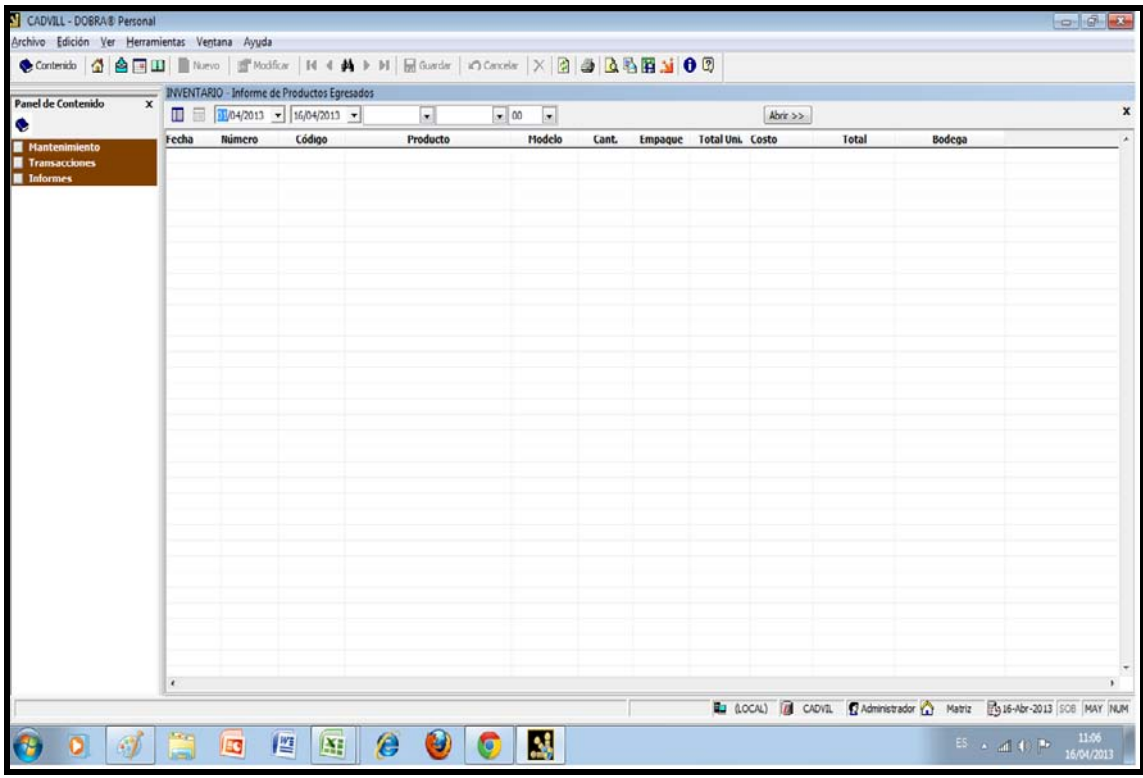 CADVILL - DOBRA® Personal
Archivo Edición Ver Herramientas Ventana Ayuda
Contenido Nuevo Modificar Guardar Cancelar
INVENTARIO - Informe de Productos Egresados
Panel de Contenido x
/04/2013 16/04/2013 00 Abrir >> x
Fecha Número Código Producto Modelo Cant. Empaque Total Uni. Costo Total Bodega
Mantenimiento
Transacciones
Informes
(LOCAL) CADVIL Administrador Matriz 16-Abr-2013 SOB MAY NUM
ES 11:06
16/04/2013